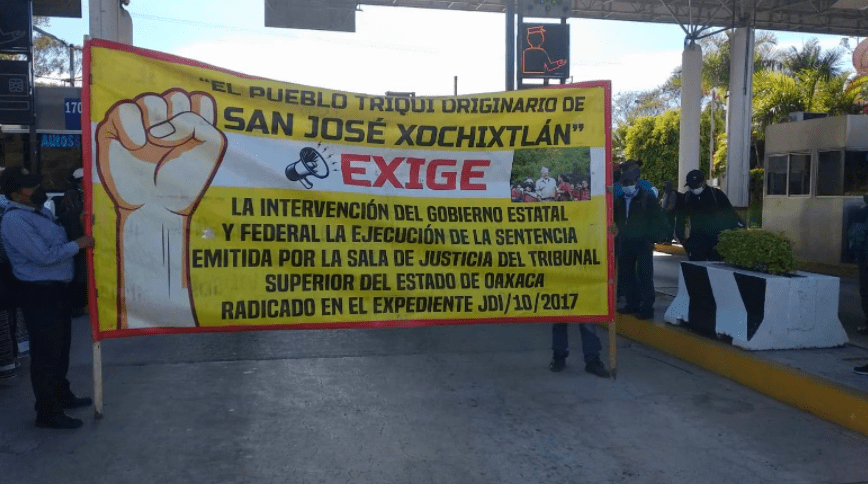 170
"EL PUEBLO TRIQUI ORIGINARIO DE
SAN JOSÉ XOCHIXTLÁN"
EXIGE
LA INTERVENCIÓN DEL GOBIERNO ESTATAL
Y FEDERAL LA EJECUCIÓN DE LA SENTENCIA
EMITIDA POR LA SALA DE JUSTICIA DEL TRIBUNAL
SUPERIOR DEL ESTADO DE OAXACA
RADICADO EN EL EXPEDIENTE JDI/10/2017